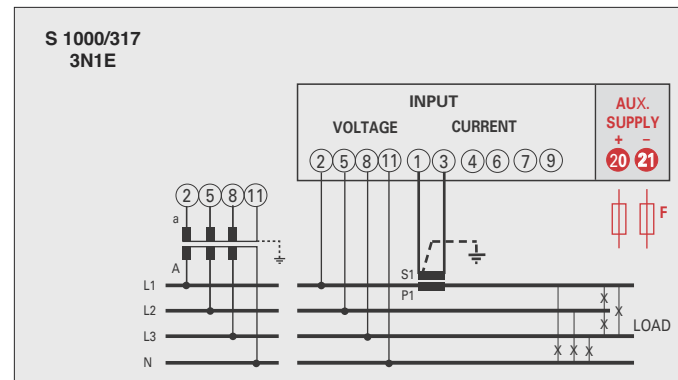 S 1000/317
3N1E
INPUT
VOLTAGE CURRENT
AUX.
SUPPLY
+ –
2 5 8 11 1 3 4 6 7 9 20 21
2 5 8 11
a
F
A
S1
L1
P1
L2
X X
L3
X
LOAD
X X X
N